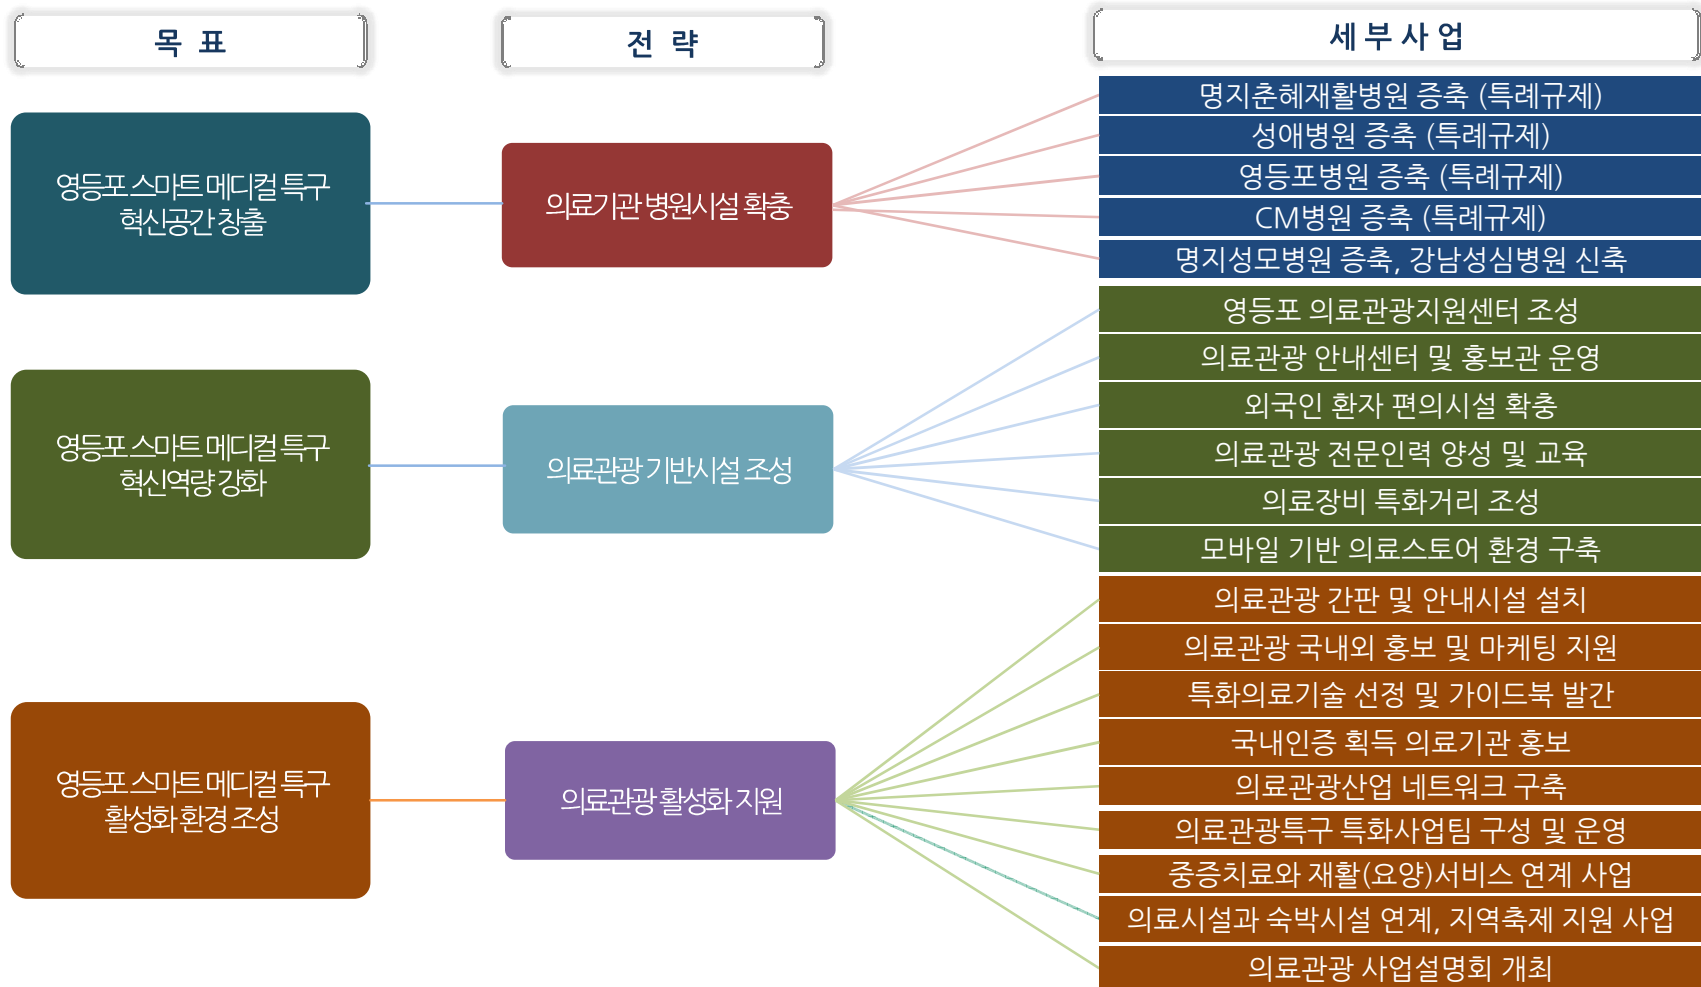 목 표
전 략
세 부 사 업
영등포 스마트 메디컬 특구
혁신공간 창출
의료기관 병원시설 확충
명지춘혜재활병원 증축 (특례규제)
성애병원 증축 (특례규제)
영등포병원 증축 (특례규제)
CM병원 증축 (특례규제)
명지성모병원 증축, 강남성심병원 신축
영등포 스마트 메디컬 특구
혁신역량 강화
의료관광 기반시설 조성
영등포 의료관광지원센터 조성
의료관광 안내센터 및 홍보관 운영
외국인 환자 편의시설 확충
의료관광 전문인력 양성 및 교육
의료장비 특화거리 조성
모바일 기반 의료스토어 환경 구축
영등포 스마트 메디컬 특구
활성화 환경 조성
의료관광 활성화 지원
의료관광 간판 및 안내시설 설치
의료관광 국내외 홍보 및 마케팅 지원
특화의료기술 선정 및 가이드북 발간
국내인증 획득 의료기관 홍보
의료관광산업 네트워크 구축
의료관광특구 특화사업팀 구성 및 운영
중증치료와 재활(요양)서비스 연계 사업
의료시설과 숙박시설 연계, 지역축제 지원 사업
의료관광 사업설명회 개최